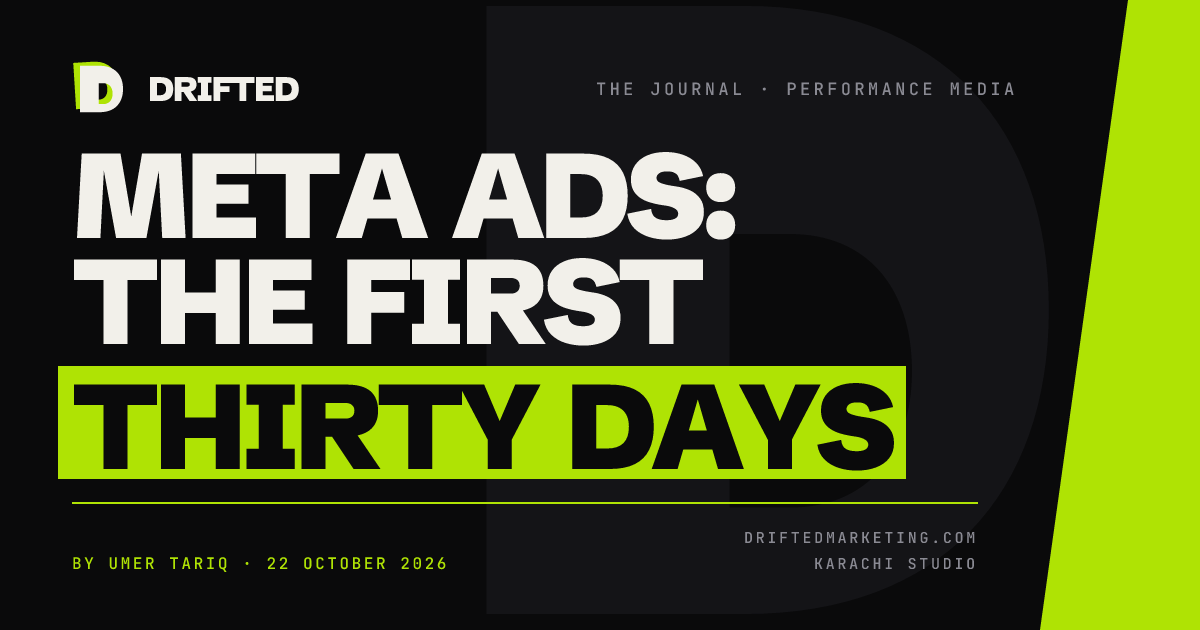 D DRIFTED
THE JOURNAL · PERFORMANCE MEDIA
META ADS:
THE FIRST
THIRTY DAYS
BY UMER TARIQ · 22 OCTOBER 2026
DRIFTEDMARKETING.COM
KARACHI STUDIO